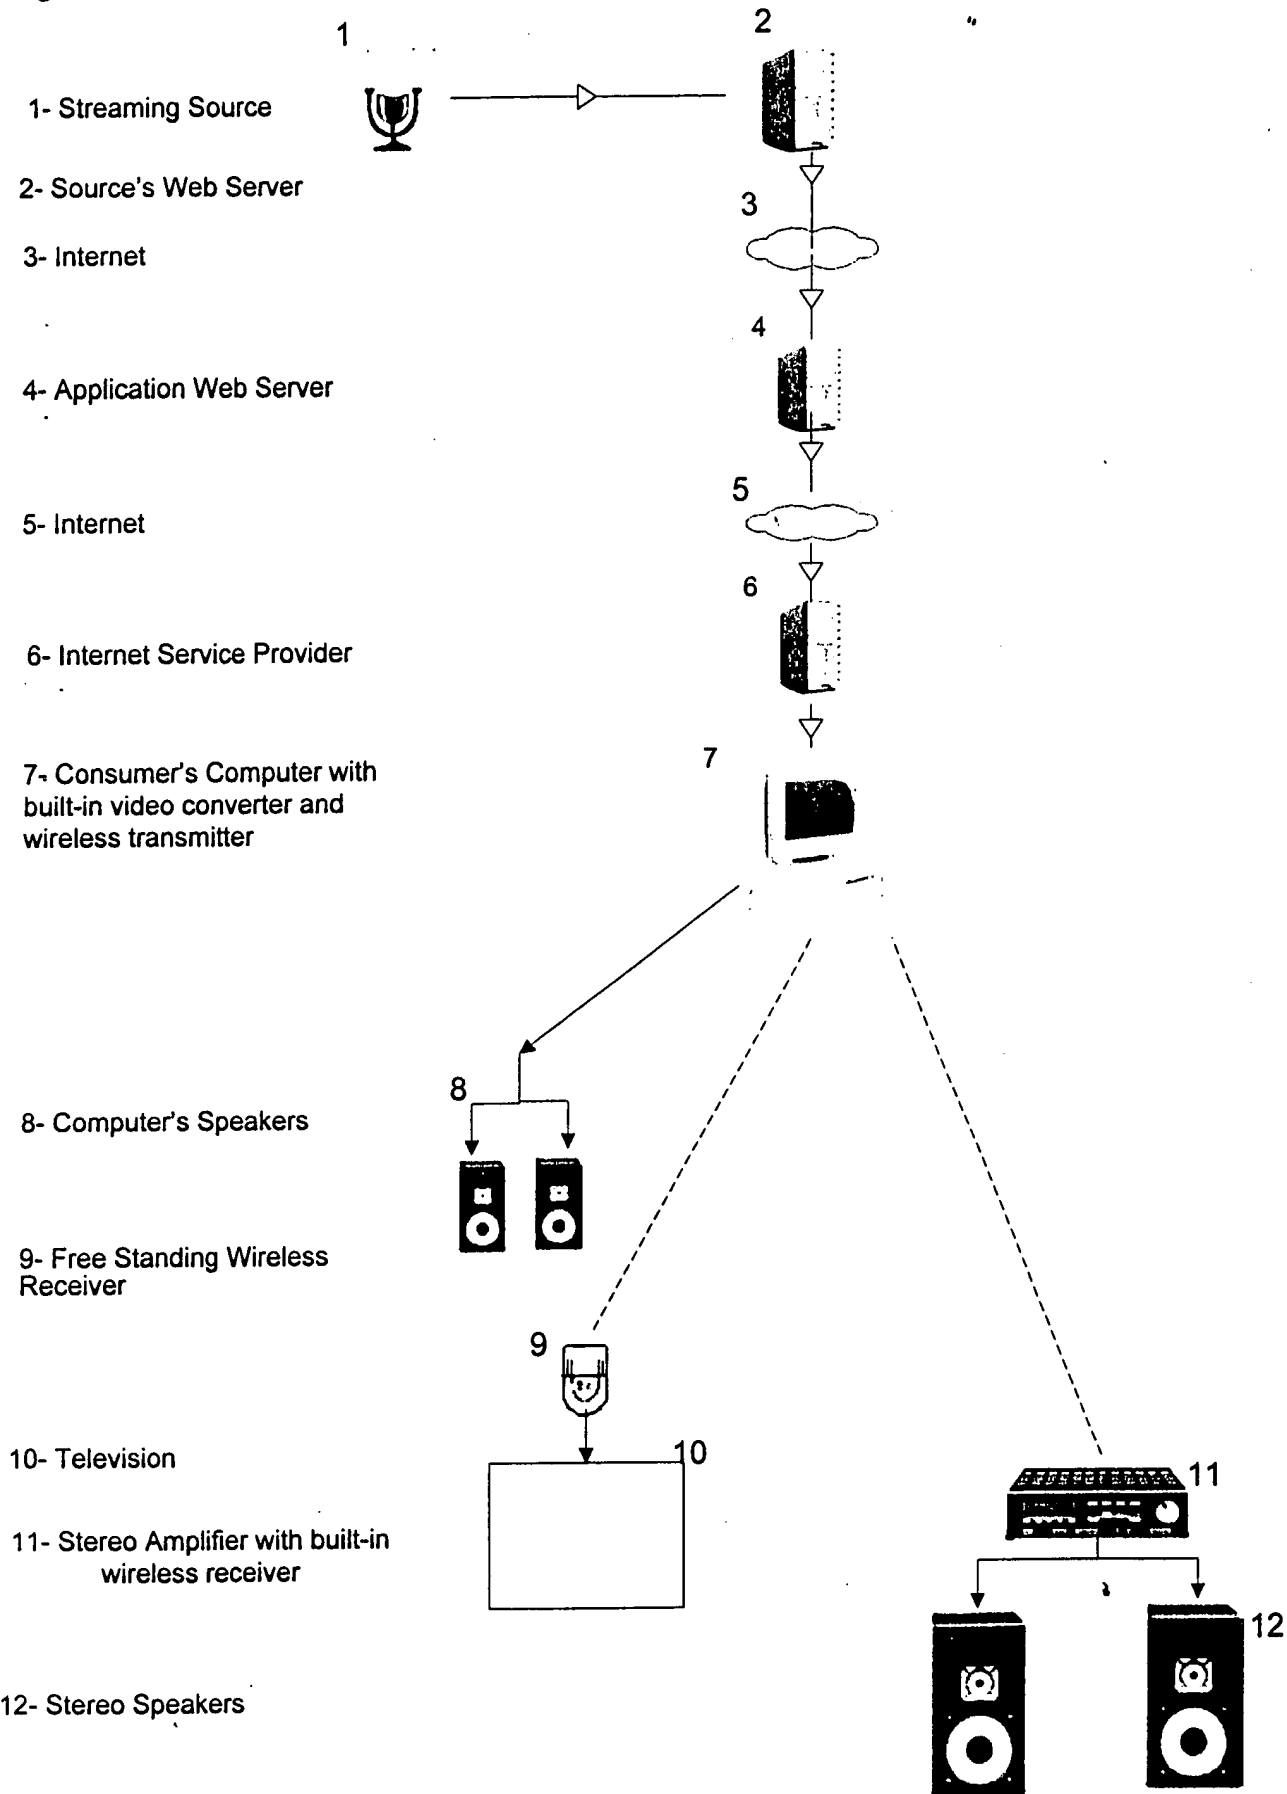 1
2
1- Streaming Source
2- Source's Web Server
3
3- Internet
4
4- Application Web Server
5
5- Internet
6
6- Internet Service Provider
7
7- Consumer's Computer with
built-in video converter and
wireless transmitter
8
8- Computer's Speakers
9- Free Standing Wireless
Receiver
9
10
10- Television
11
11- Stereo Amplifier with built-in
wireless receiver
12
12- Stereo Speakers